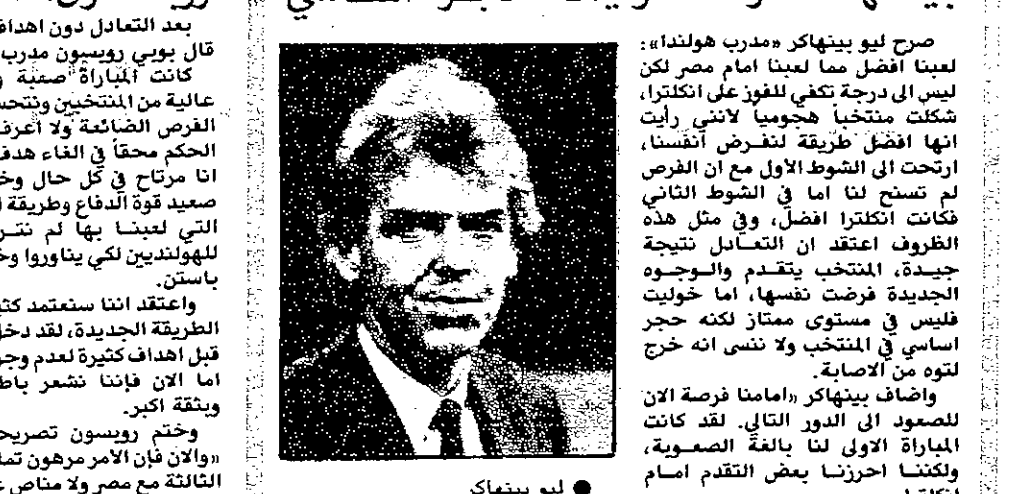 صرح ليو بينهاكر «مدرب هولندا»:
لعبنا افضل مما لعبنا امام مصر لكن
ليس الى درجة تكفي للفوز على انكلترا،
شكلت منتخباً هجومياً لانني رأيت
انها افضل طريقة لنفرض انفسنا،
ارتحت الى الشوط الاول مع ان الفرص
لم تسنح لنا اما في الشوط الثاني
فكانت انكلترا افضل، وفي مثل هذه
الظروف اعتقد ان التعادل نتيجة
جيدة، المنتخب يتقدم والوجوه
الجديدة فرضت نفسها، اما خوليت
فليس في مستوى ممتاز لكنه حجر
اساسي في المنتخب ولا ننسى انه خرج
لتوه من الاصابة.
واضاف بينهاكر «امامنا فرصة الان
للصعود الى الدور التالي. لقد كانت
المباراة الاولى لنا بالغة الصعوبة،
ولكننا احرزنا بعض التقدم امام
● ليو بينهاكر
بعد التعادل دون اهداف
قال بوبي روبسون مدرب
كانت المباراة صعبة
عالية من المنتخبين
الفرص الضائعة ولا اعرف
الحكم محقاً في الغاء هدف
انا مرتاح في كل حال
صعيد قوة الدفاع وطريقة
التي لعبنا بها لم
للهولنديين لكي يناوروا
باستن.
واعتقد اننا سنعتمد
الطريقة الجديدة، لقد
قبل اهداف كثيرة لعدم
اما الان فإننا نشعر
وبثقة اكبر.
وختم روبسون
«والان فإن الامر مرهون
الثالثة مع مصر ولا مناص